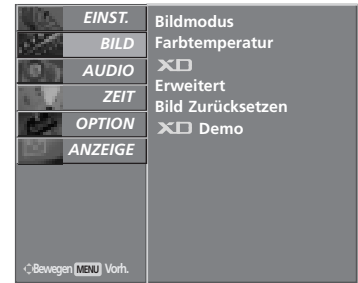 EINST.
BILD
AUDIO
ZEIT
OPTION
ANZEIGE
Bewegen MENU Vorh.
Bildmodus
Farbtemperatur
XD
Erweitert
Bild Zurücksetzen
XD Demo